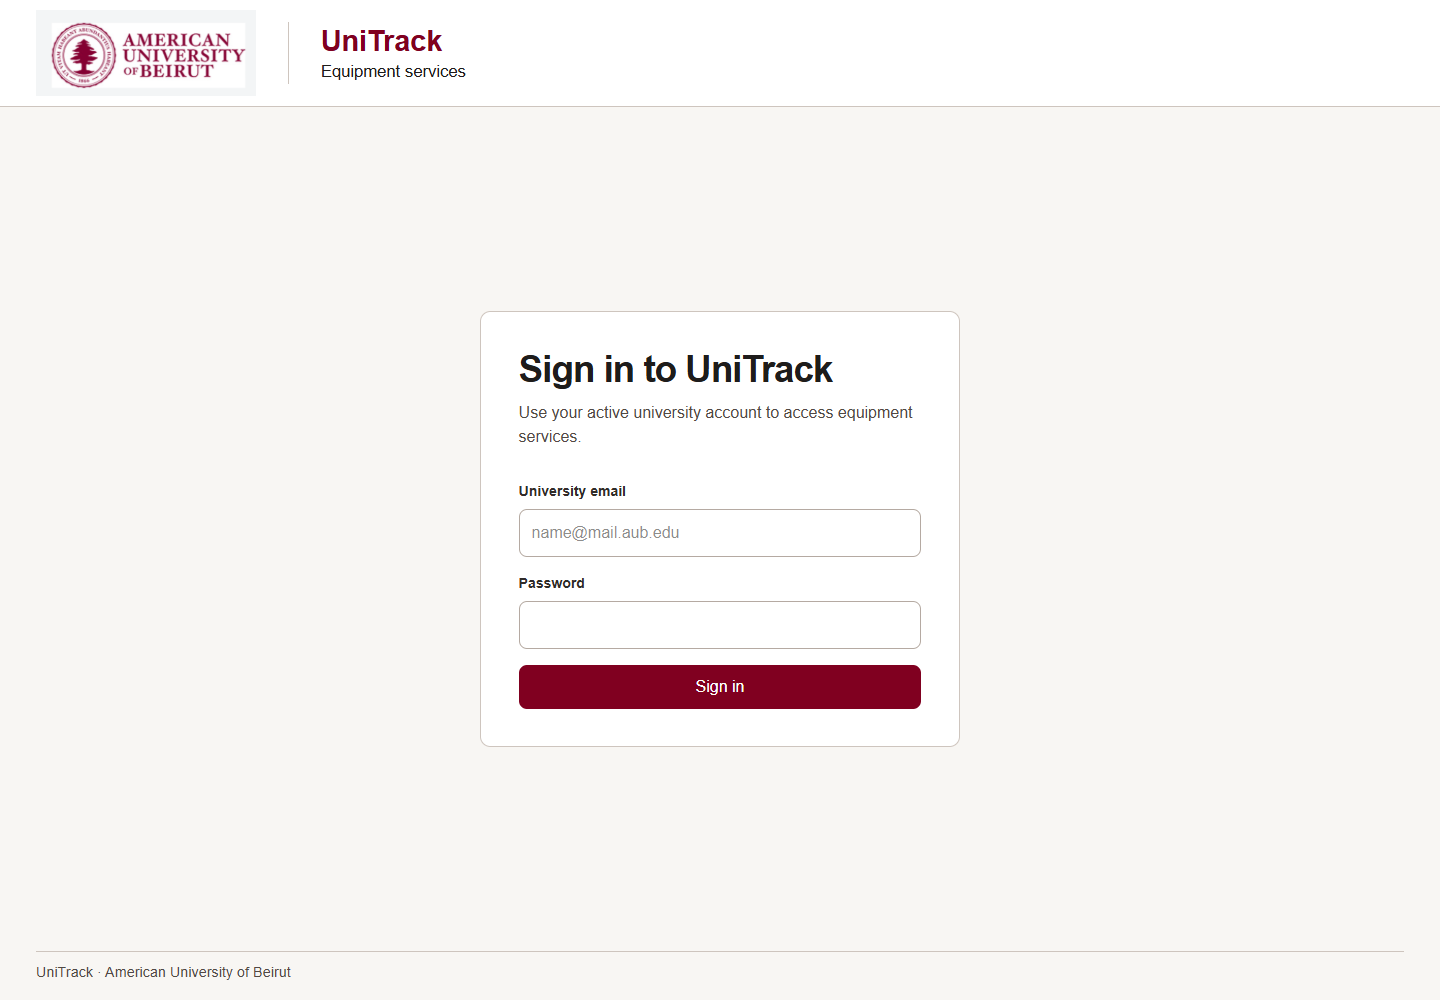 AMERICAN
UNIVERSITY
OF BEIRUT
1866
UniTrack
Equipment services
Sign in to UniTrack
Use your active university account to access equipment
services.
University email
name@mail.aub.edu
Password
Sign in
UniTrack · American University of Beirut